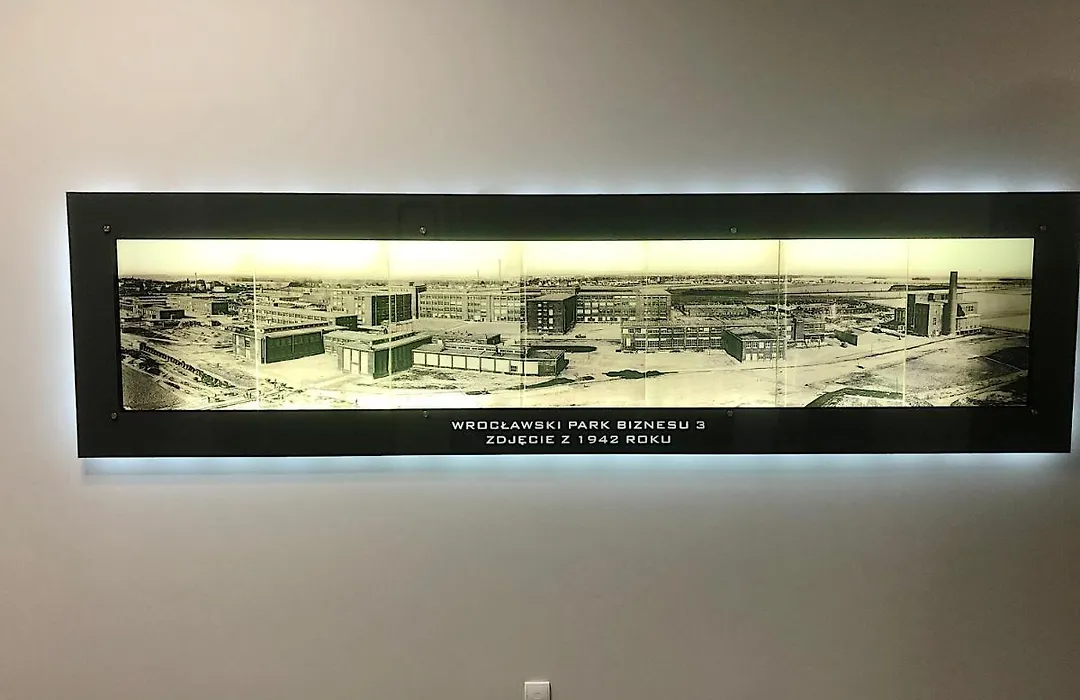 WROCŁAWSKI PARK BIZNESU 3
ZDJĘCIE Z 1942 ROKU